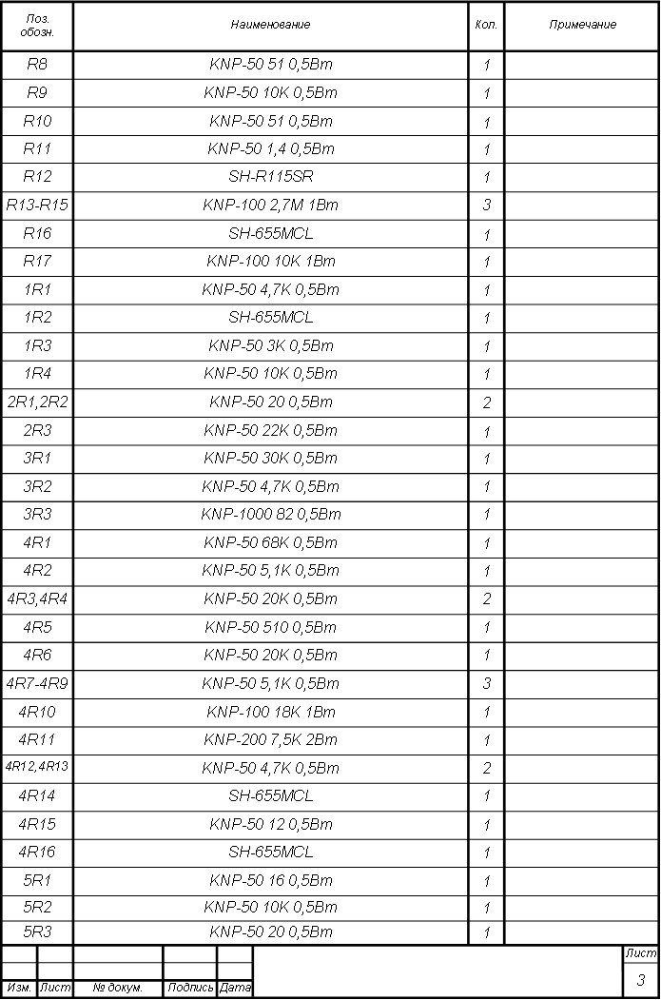 Поз. обозн. Наименование Кол. Примечание
R8 KNP-50 51 0,5Вт 1
R9 KNP-50 10K 0,5Вт 1
R10 KNP-50 51 0,5Вт 1
R11 KNP-50 1,4 0,5Вт 1
R12 SH-R115SR 1
R13-R15 KNP-100 2,7M 1Вт 3
R16 SH-655MCL 1
R17 KNP-100 10K 1Вт 1
1R1 KNP-50 4,7K 0,5Вт 1
1R2 SH-655MCL 1
1R3 KNP-50 3K 0,5Вт 1
1R4 KNP-50 10K 0,5Вт 1
2R1,2R2 KNP-50 20 0,5Вт 2
2R3 KNP-50 22K 0,5Вт 1
3R1 KNP-50 30K 0,5Вт 1
3R2 KNP-50 4,7K 0,5Вт 1
3R3 KNP-1000 82 0,5Вт 1
4R1 KNP-50 68K 0,5Вт 1
4R2 KNP-50 5,1K 0,5Вт 1
4R3,4R4 KNP-50 20K 0,5Вт 2
4R5 KNP-50 510 0,5Вт 1
4R6 KNP-50 20K 0,5Вт 1
4R7-4R9 KNP-50 5,1K 0,5Вт 3
4R10 KNP-100 18K 1Вт 1
4R11 KNP-200 7,5K 2Вт 1
4R12,4R13 KNP-50 4,7K 0,5Вт 2
4R14 SH-655MCL 1
4R15 KNP-50 12 0,5Вт 1
4R16 SH-655MCL 1
5R1 KNP-50 16 0,5Вт 1
5R2 KNP-50 10K 0,5Вт 1
5R3 KNP-50 20 0,5Вт 1
Лист
3
Изм. Лист № докум. Подпись Дата